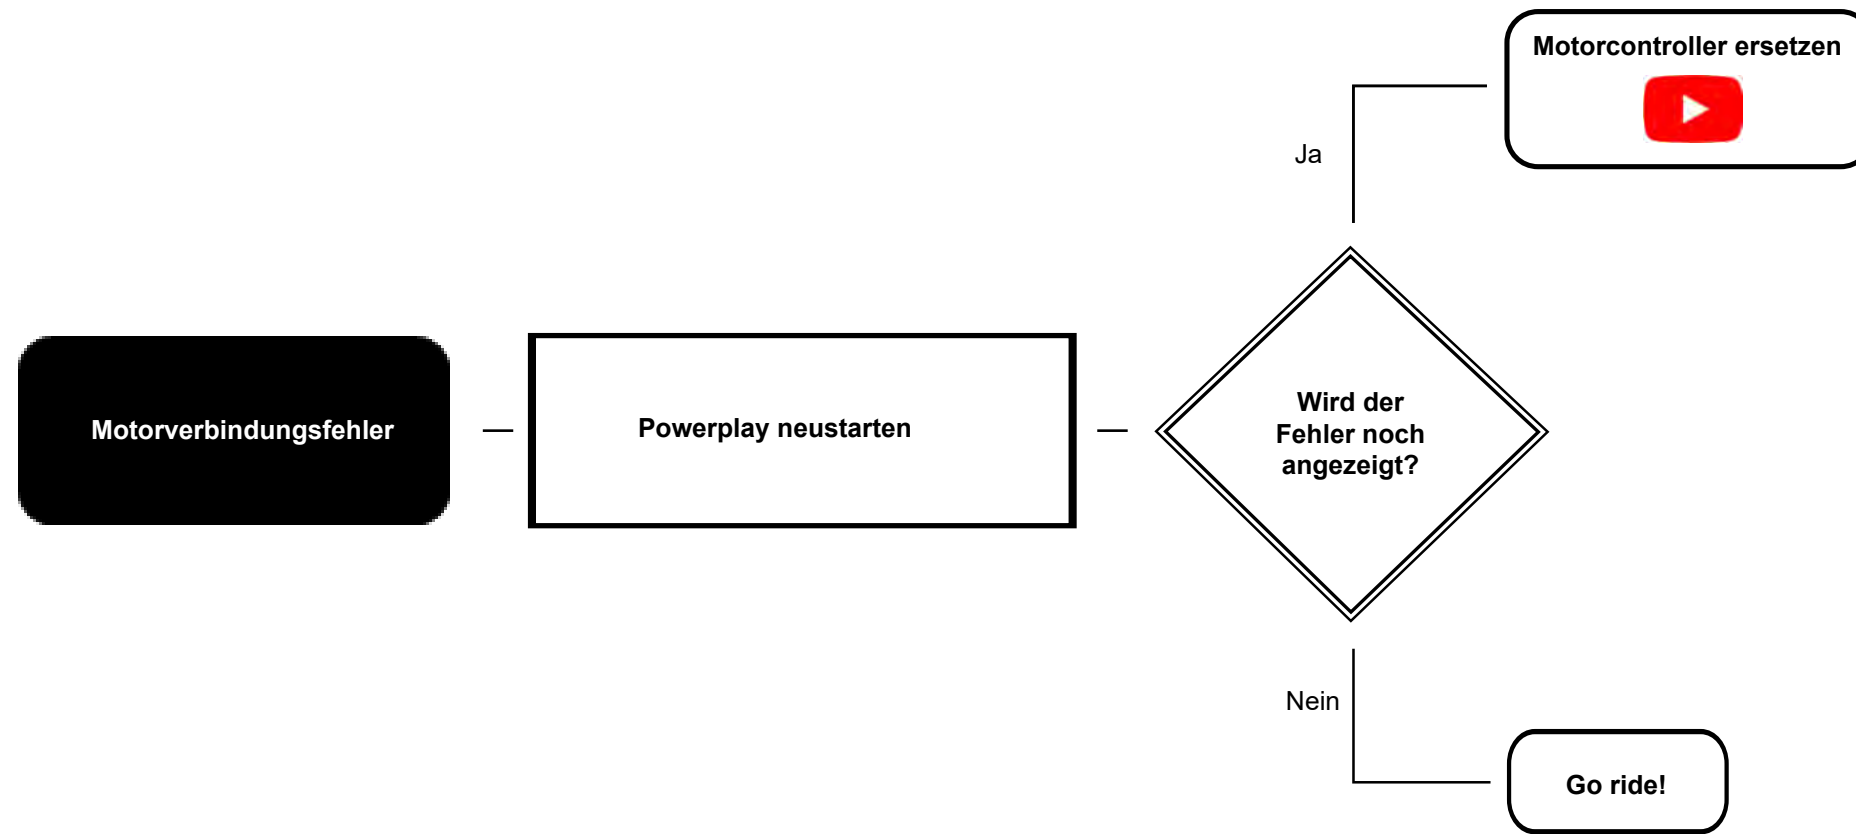 Motorcontroller ersetzen
Ja
Motorverbindungsfehler
Powerplay neustarten
Wird der
Fehler noch
angezeigt?
Nein
Go ride!